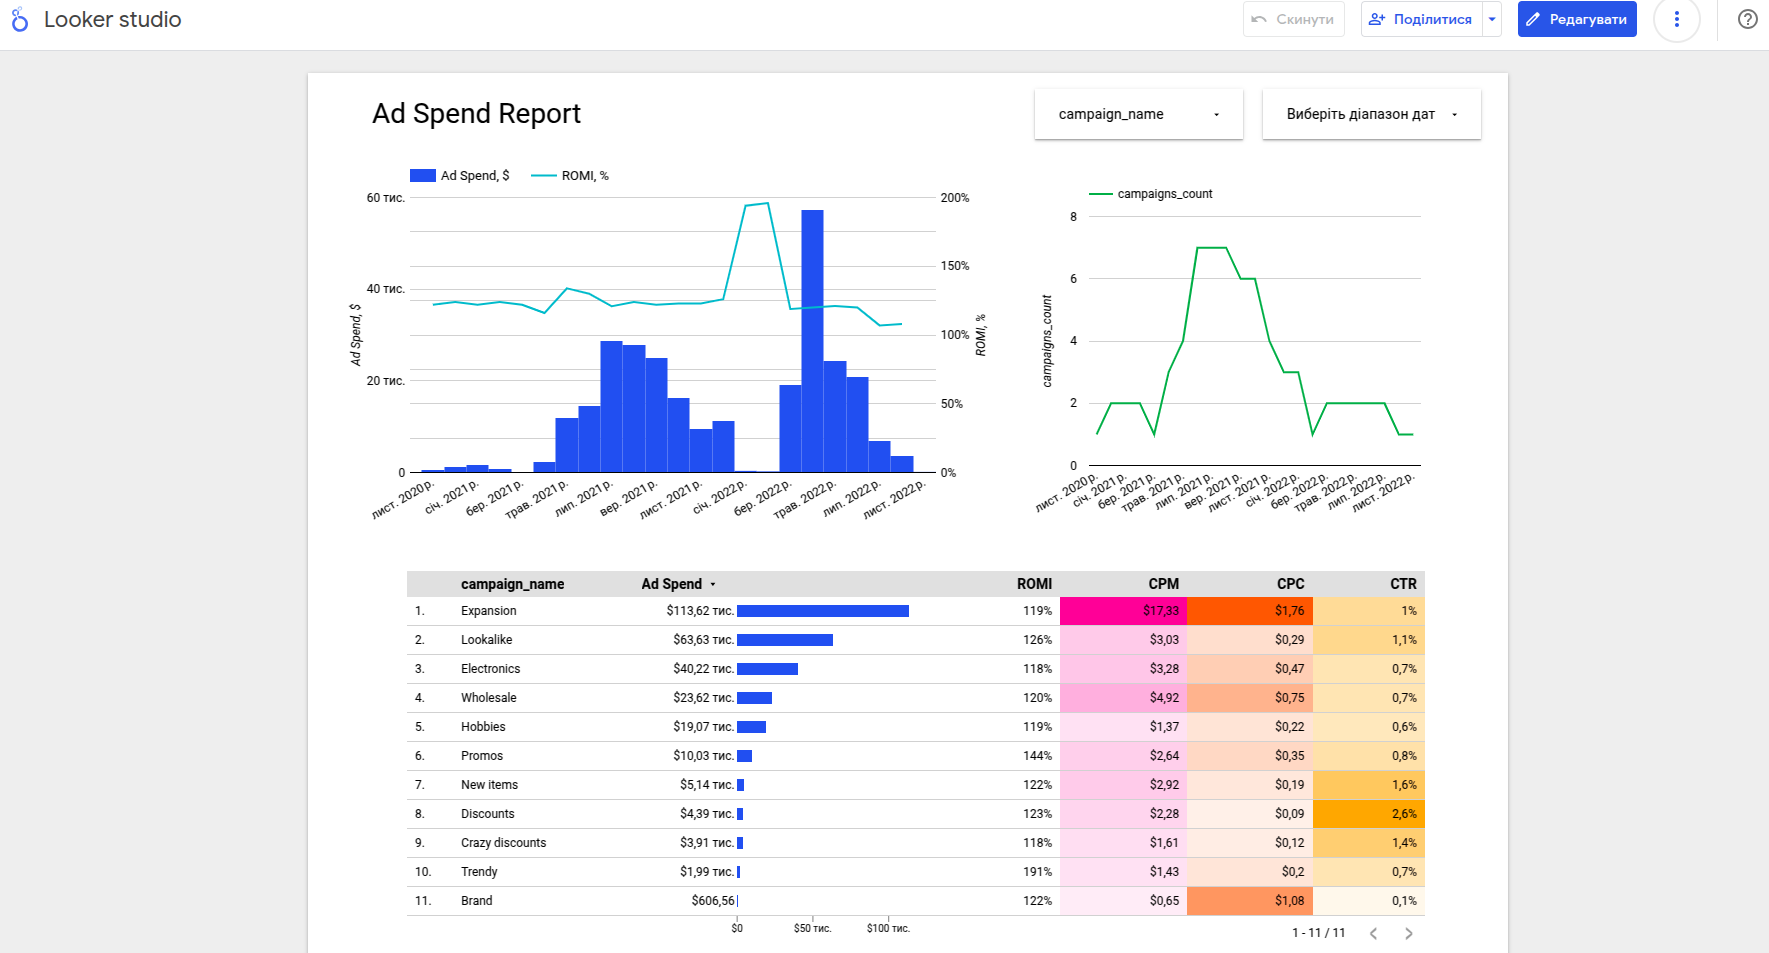 Looker studio
Скинути
Поділитися
Редагувати
Ad Spend Report
campaign_name
Виберіть діапазон дат
Ad Spend, $
ROMI, %
60 тис.
40 тис.
20 тис.
0
200%
150%
100%
50%
0%
Ad Spend, $
ROMI, %
лист. 2020 р.
січ. 2021 р.
бер. 2021 р.
трав. 2021 р.
лип. 2021 р.
вер. 2021 р.
лист. 2021 р.
січ. 2022 р.
бер. 2022 р.
трав. 2022 р.
лип. 2022 р.
лист. 2022 р.
campaigns_count
8
6
4
2
0
campaigns_count
лист. 2020 р.
січ. 2021 р.
бер. 2021 р.
трав. 2021 р.
лип. 2021 р.
вер. 2021 р.
лист. 2021 р.
січ. 2022 р.
бер. 2022 р.
трав. 2022 р.
лип. 2022 р.
лист. 2022 р.
campaign_name Ad Spend ROMI CPM CPC CTR
1. Expansion $113,62 тис. 119% $17,33 $1,76 1%
2. Lookalike $63,63 тис. 126% $3,03 $0,29 1,1%
3. Electronics $40,22 тис. 118% $3,28 $0,47 0,7%
4. Wholesale $23,62 тис. 120% $4,92 $0,75 0,7%
5. Hobbies $19,07 тис. 119% $1,37 $0,22 0,6%
6. Promos $10,03 тис. 144% $2,64 $0,35 0,8%
7. New items $5,14 тис. 122% $2,92 $0,19 1,6%
8. Discounts $4,39 тис. 123% $2,28 $0,09 2,6%
9. Crazy discounts $3,91 тис. 118% $1,61 $0,12 1,4%
10. Trendy $1,99 тис. 191% $1,43 $0,2 0,7%
11. Brand $606,56 122% $0,65 $1,08 0,1%
$0 $50 тис. $100 тис.
1 - 11 / 11